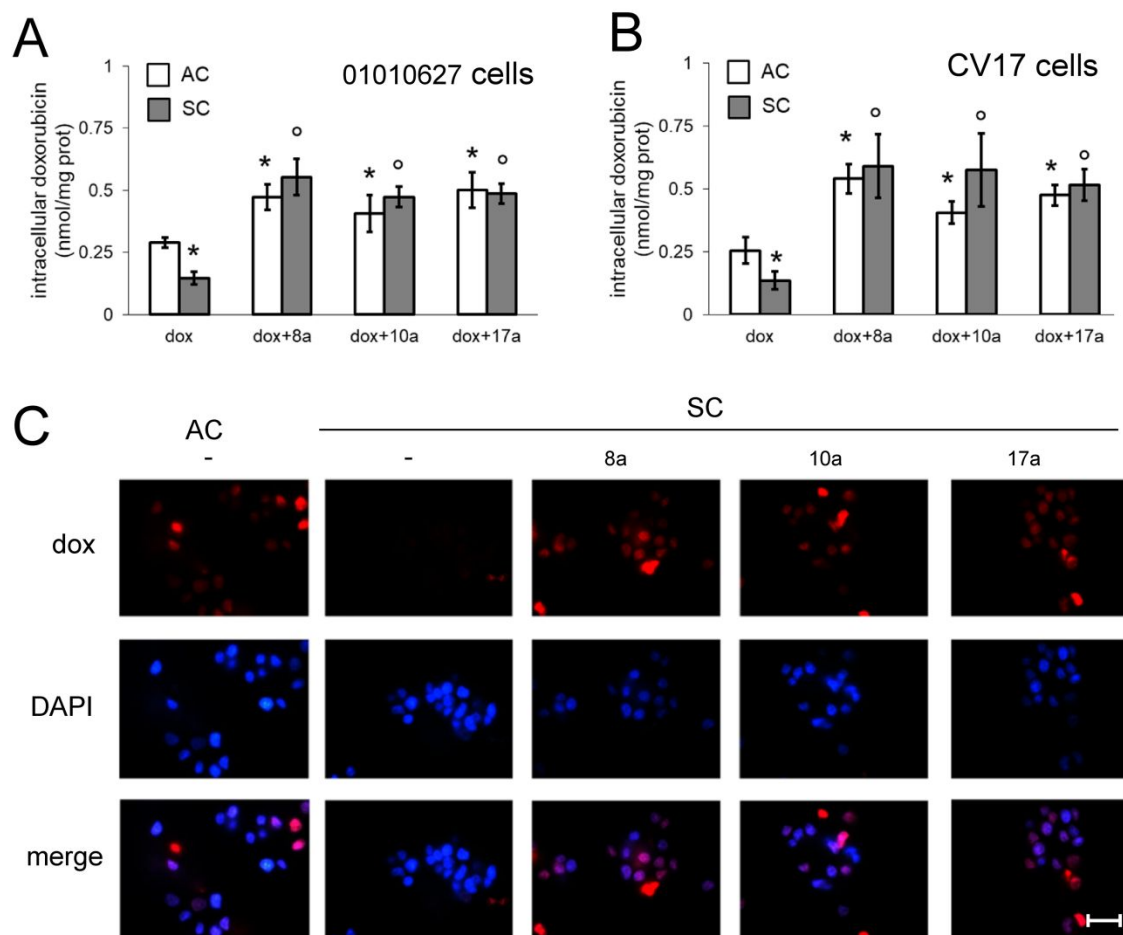 A
01010627 cells
AC
SC
intracellular doxorubicin
(nmol/mg prot)
1
0.75
0.5
0.25
0
*
*
°
*
°
*
°
dox
dox+8a
dox+10a
dox+17a
B
CV17 cells
AC
SC
intracellular doxorubicin
(nmol/mg prot)
1
0.75
0.5
0.25
0
*
*
°
*
°
*
°
dox
dox+8a
dox+10a
dox+17a
C
AC
SC
-
-
8a
10a
17a
dox
DAPI
merge